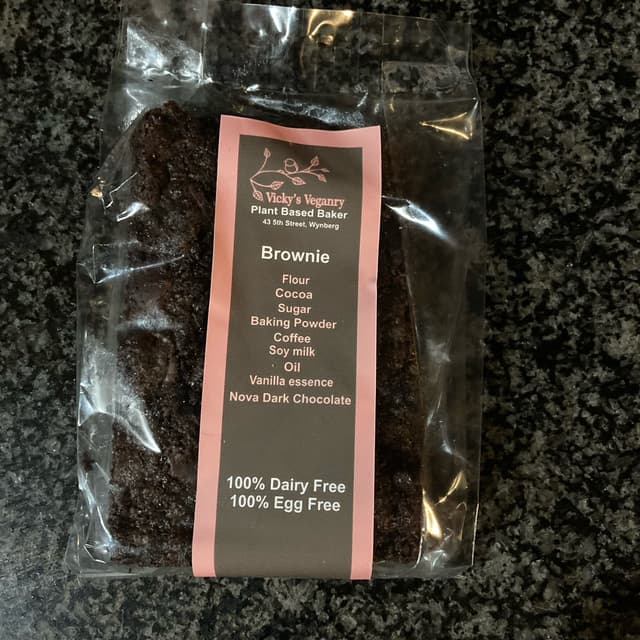 Vicky's Veganry
Plant Based Baker
43 5th Street, Wynberg
Brownie
Flour
Cocoa
Sugar
Baking Powder
Coffee
Soy milk
Oil
Vanilla essence
Nova Dark Chocolate
100% Dairy Free
100% Egg Free